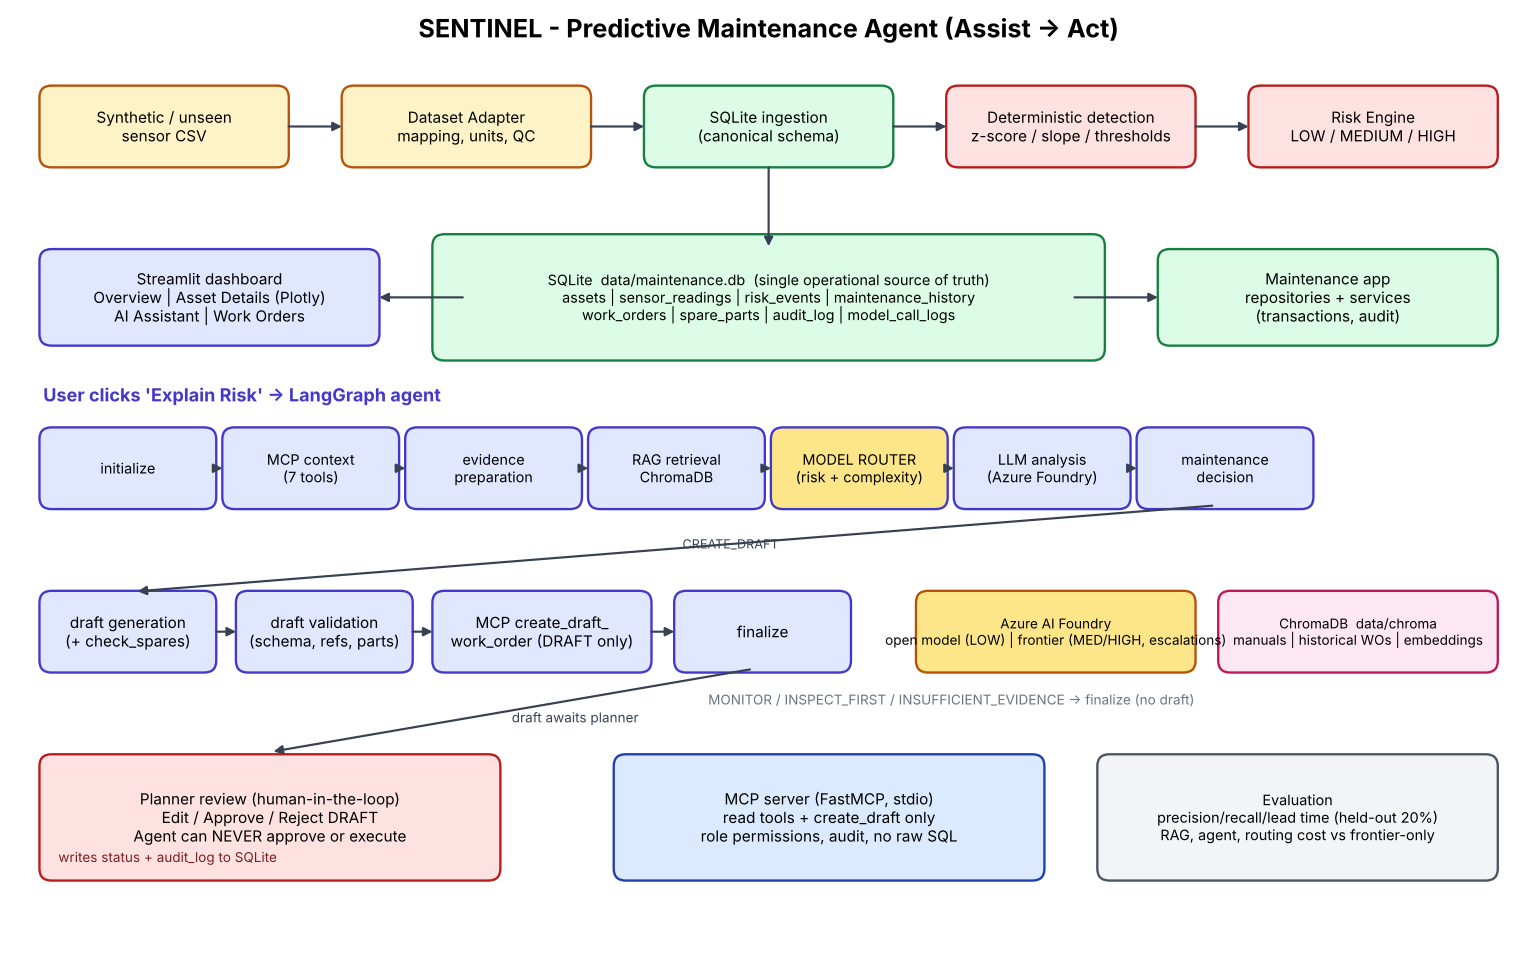 SENTINEL - Predictive Maintenance Agent (Assist → Act)
Synthetic / unseen
sensor CSV
Dataset Adapter
mapping, units, QC
SQLite ingestion
(canonical schema)
Deterministic detection
z-score / slope / thresholds
Risk Engine
LOW / MEDIUM / HIGH
Streamlit dashboard
Overview | Asset Details (Plotly)
AI Assistant | Work Orders
SQLite  data/maintenance.db  (single operational source of truth)
assets | sensor_readings | risk_events | maintenance_history
work_orders | spare_parts | audit_log | model_call_logs
Maintenance app
repositories + services
(transactions, audit)
User clicks 'Explain Risk' → LangGraph agent
initialize
MCP context
(7 tools)
evidence
preparation
RAG retrieval
ChromaDB
MODEL ROUTER
(risk + complexity)
LLM analysis
(Azure Foundry)
maintenance
decision
CREATE_DRAFT
draft generation
(+ check_spares)
draft validation
(schema, refs, parts)
MCP create_draft_
work_order (DRAFT only)
finalize
Azure AI Foundry
open model (LOW) | frontier (MED/HIGH, escalations)
ChromaDB  data/chroma
manuals | historical WOs | embeddings
MONITOR / INSPECT_FIRST / INSUFFICIENT_EVIDENCE → finalize (no draft)
draft awaits planner
Planner review (human-in-the-loop)
Edit / Approve / Reject DRAFT
Agent can NEVER approve or execute
writes status + audit_log to SQLite
MCP server (FastMCP, stdio)
read tools + create_draft only
role permissions, audit, no raw SQL
Evaluation
precision/recall/lead time (held-out 20%)
RAG, agent, routing cost vs frontier-only